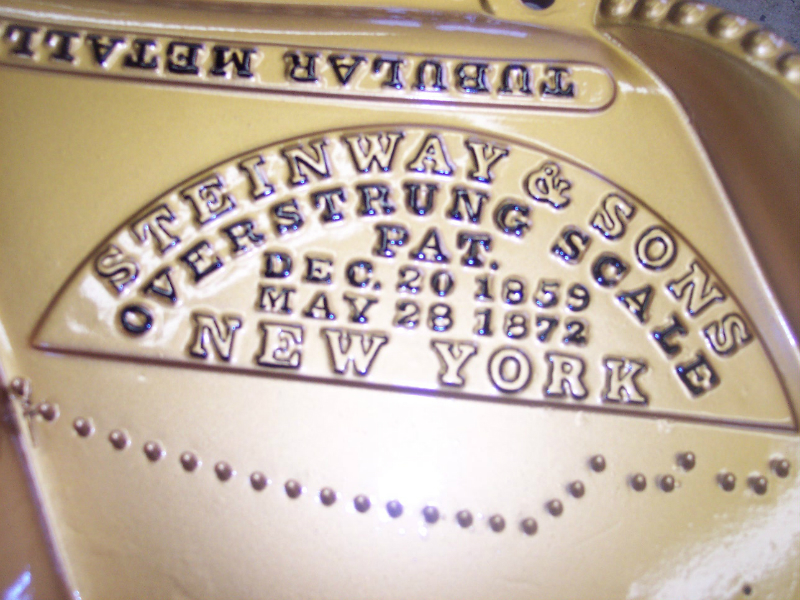 TUBULAR METALL
STEINWAY & SONS
OVERSTRUNG SCALE
PAT.
DEC. 20 1859
MAY 28 1872
NEW YORK